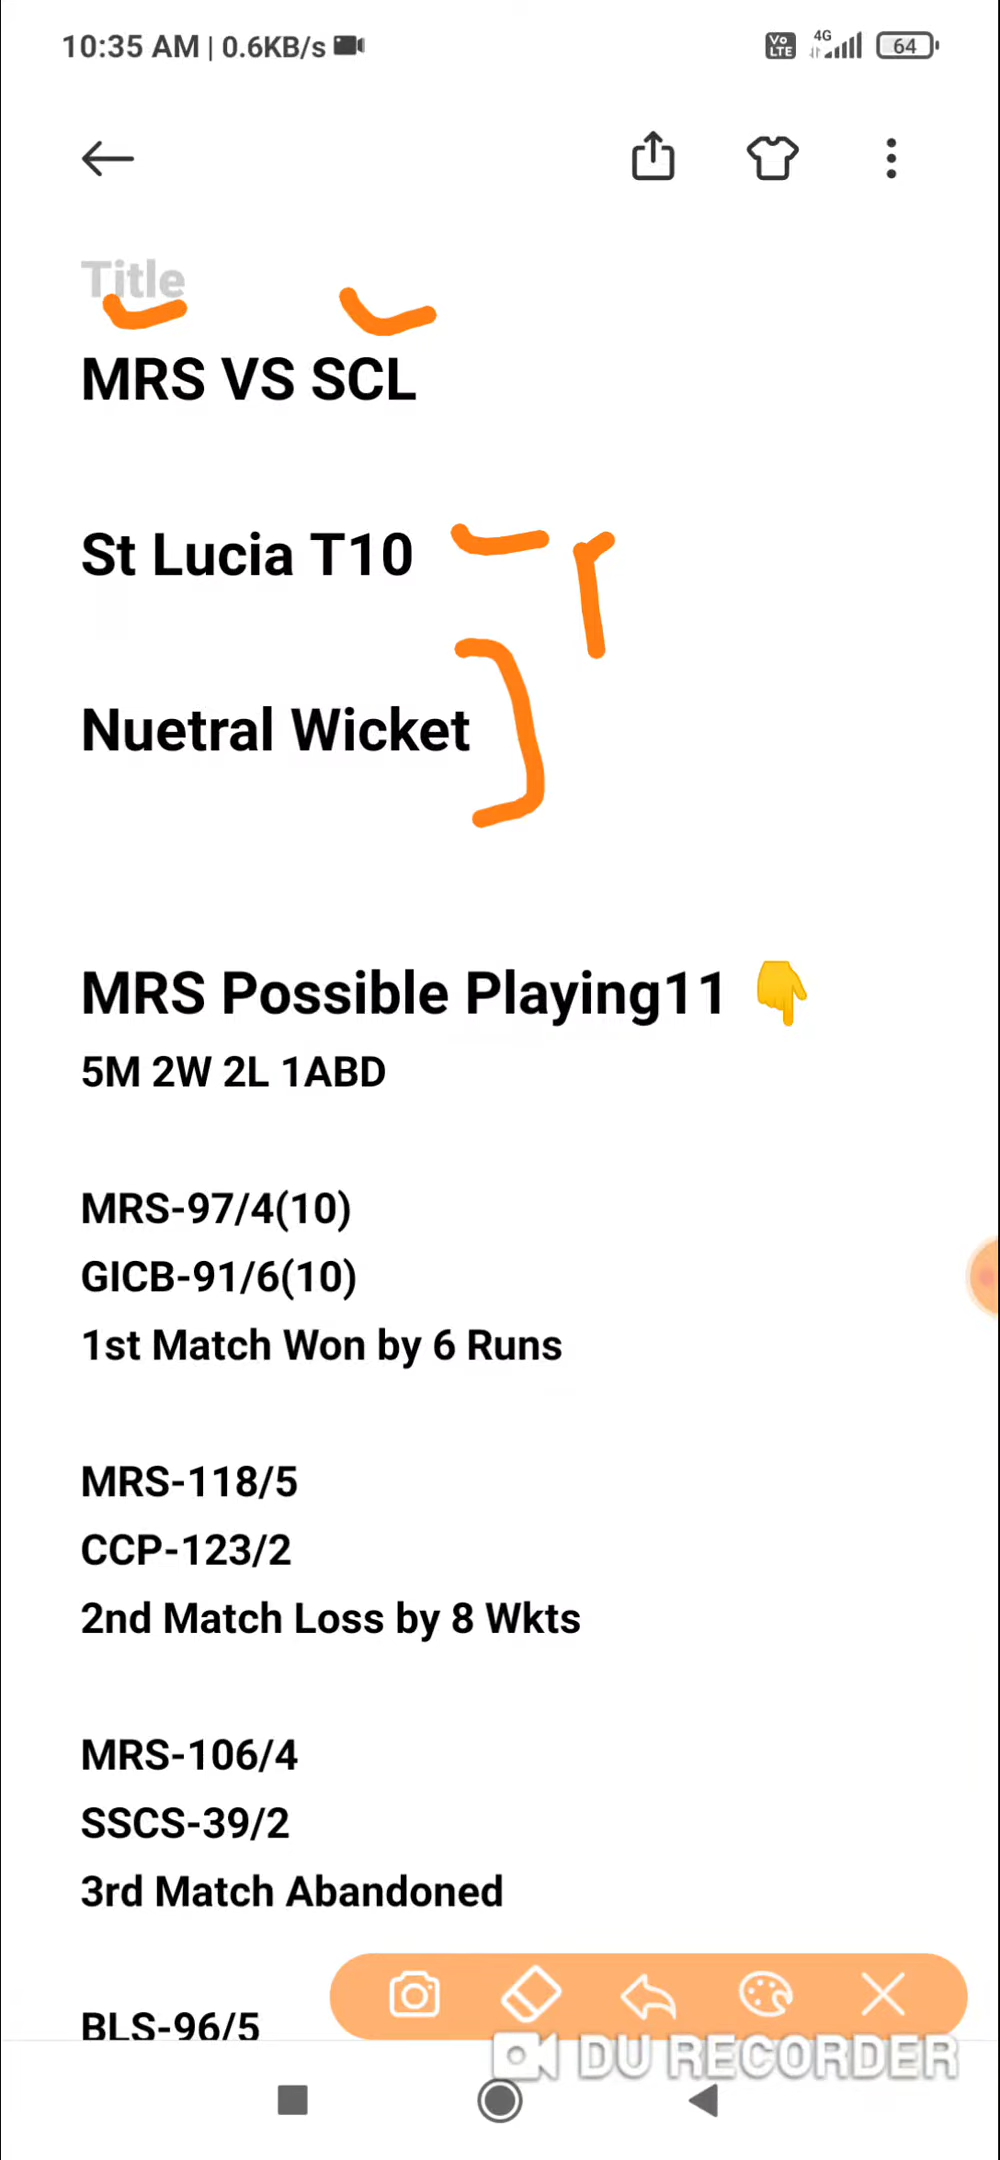 10:35 AM | 0.6KB/s Vo LTE 4G 64
Title
MRS VS SCL
St Lucia T10
Nuetral Wicket
MRS Possible Playing11 👇
5M 2W 2L 1ABD
MRS-97/4(10)
GICB-91/6(10)
1st Match Won by 6 Runs
MRS-118/5
CCP-123/2
2nd Match Loss by 8 Wkts
MRS-106/4
SSCS-39/2
3rd Match Abandoned
BLS-96/5
DU RECORDER